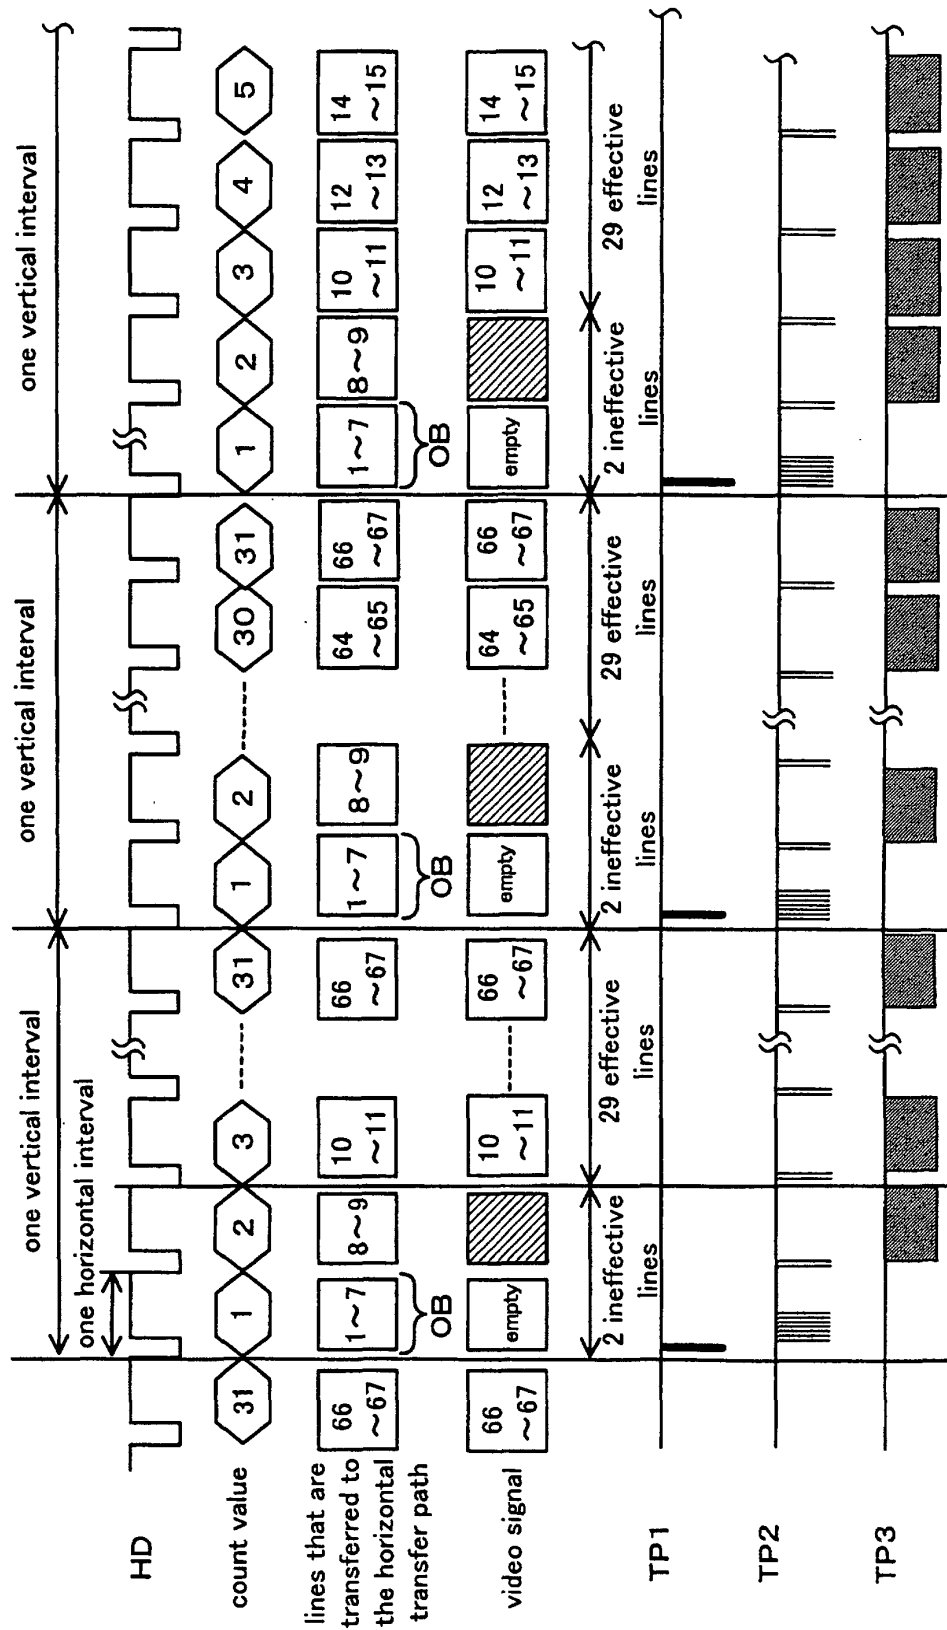 one vertical interval
one vertical interval
one vertical interval
one horizontal interval
HD
count value
31
1
2
3
31
1
2
30
31
1
2
3
4
5
lines that are
transferred to
the horizontal
transfer path
66
~67
1~7
8~9
10
~11
66
~67
1~7
8~9
64
~65
66
~67
1~7
8~9
10
~11
12
~13
14
~15
OB
OB
OB
video signal
66
~67
empty
10
~11
66
~67
empty
64
~65
66
~67
empty
10
~11
12
~13
14
~15
2 ineffective
lines
29 effective
lines
2 ineffective
lines
29 effective
lines
2 ineffective
lines
29 effective
lines
TP1
TP2
TP3